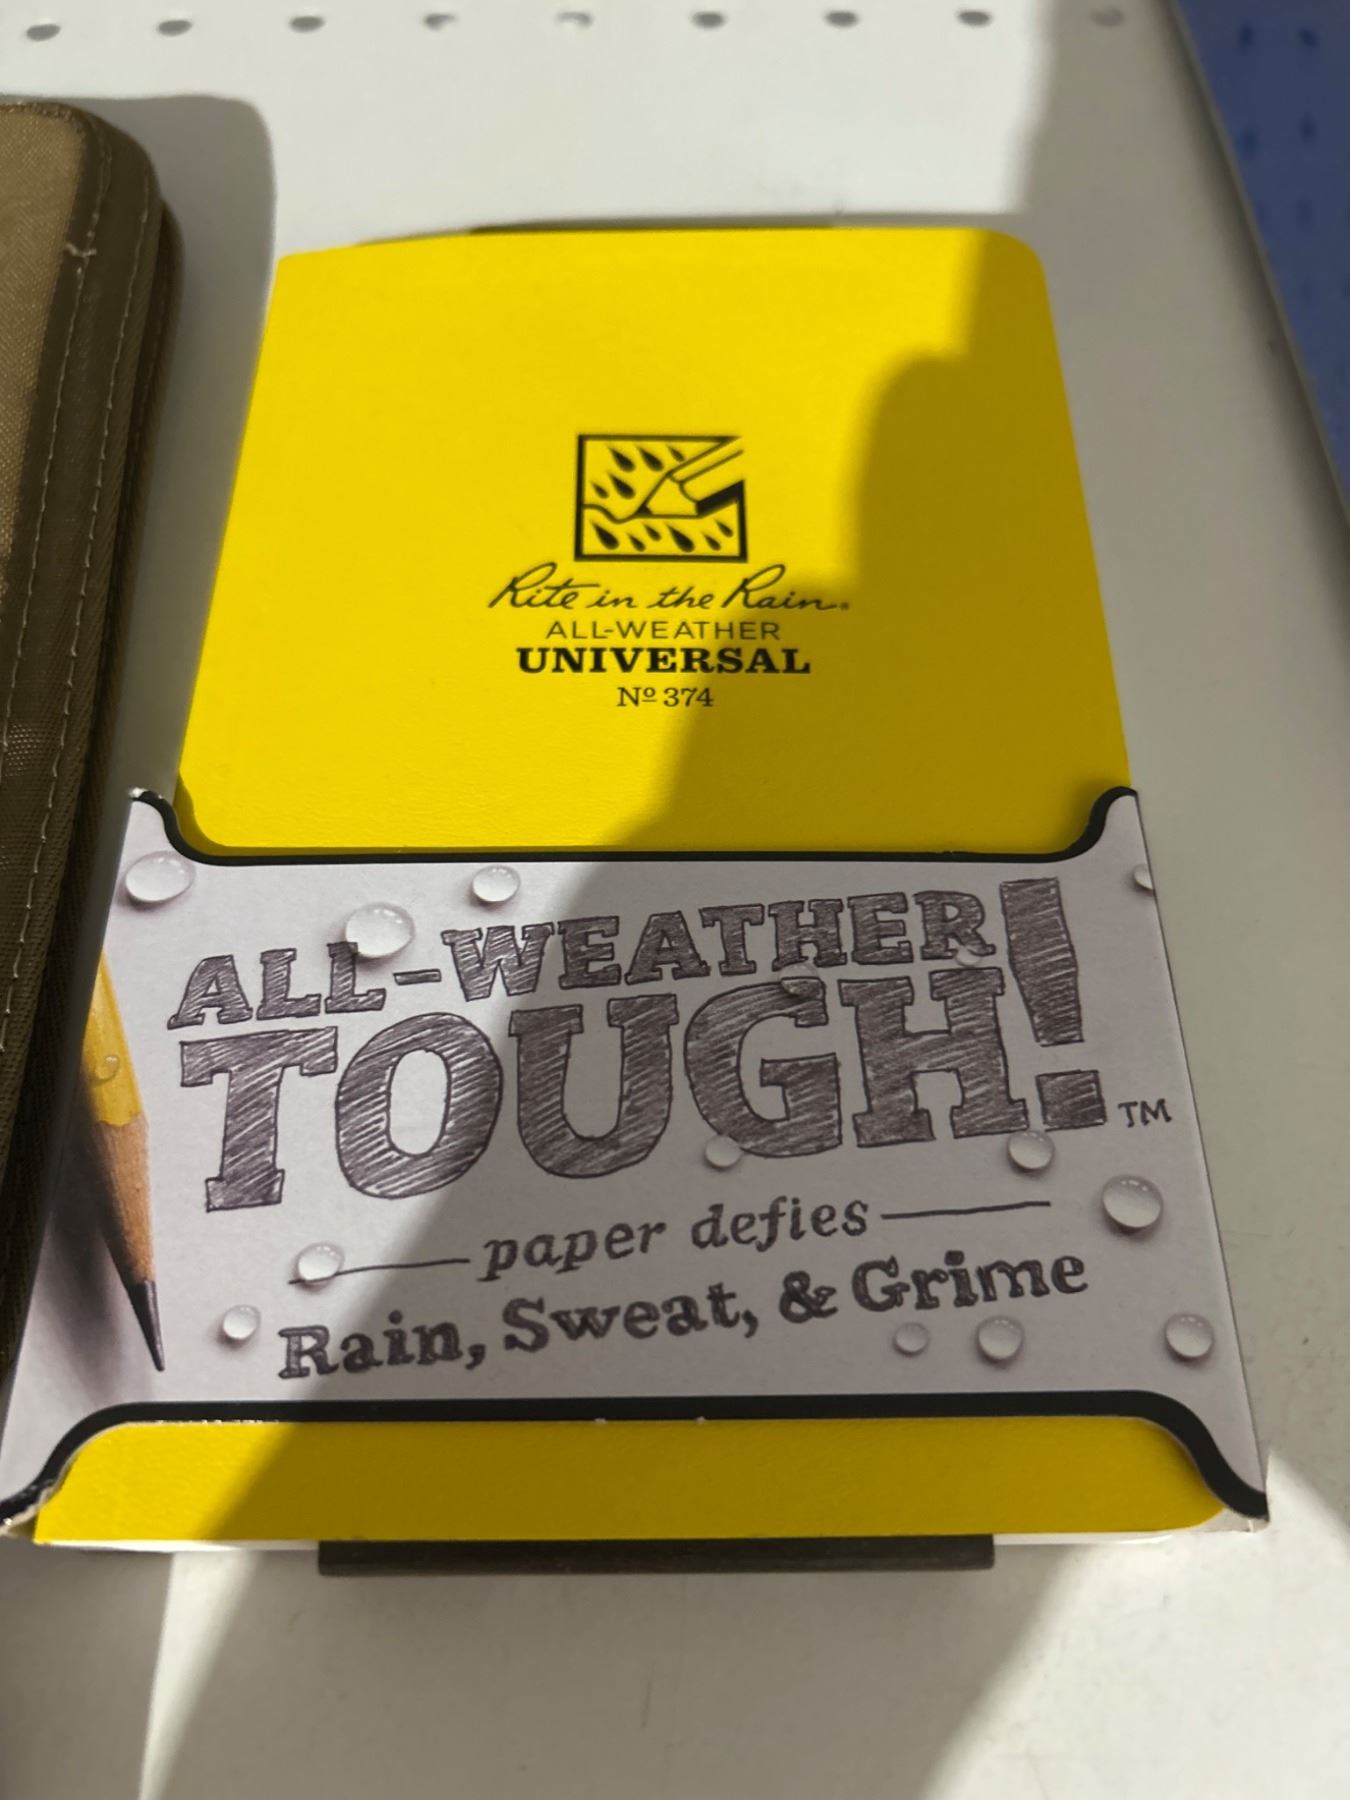 Rite in the Rain®
ALL-WEATHER
UNIVERSAL
Nº 374
ALL-WEATHER
TOUGH!™
paper defies
Rain, Sweat, & Grime